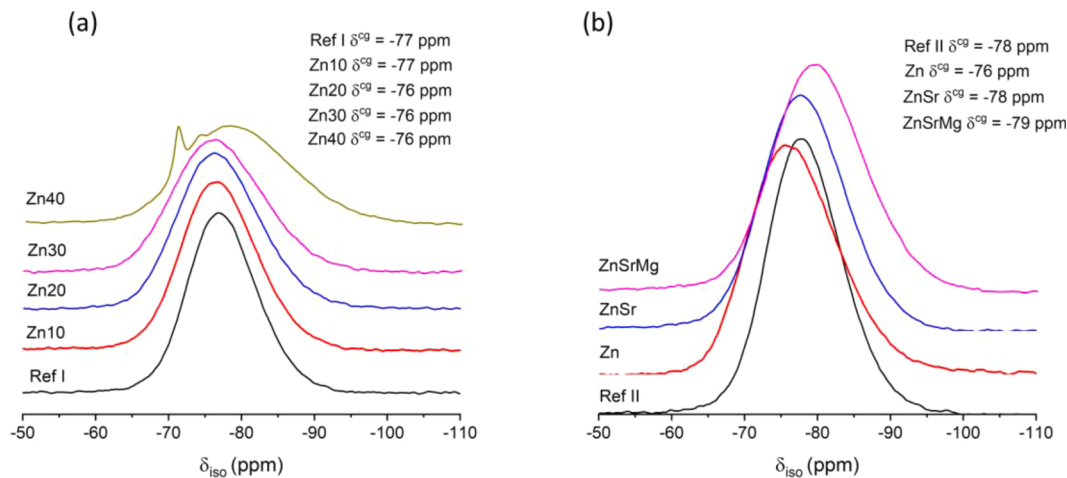 (a)
Ref I δᶜᵍ = -77 ppm
Zn10 δᶜᵍ = -77 ppm
Zn20 δᶜᵍ = -76 ppm
Zn30 δᶜᵍ = -76 ppm
Zn40 δᶜᵍ = -76 ppm
Zn40
Zn30
Zn20
Zn10
Ref I
-50 -60 -70 -80 -90 -100 -110
δiso (ppm)
(b)
Ref II δᶜᵍ = -78 ppm
Zn δᶜᵍ = -76 ppm
ZnSr δᶜᵍ = -78 ppm
ZnSrMg δᶜᵍ = -79 ppm
ZnSrMg
ZnSr
Zn
Ref II
-50 -60 -70 -80 -90 -100 -110
δiso (ppm)